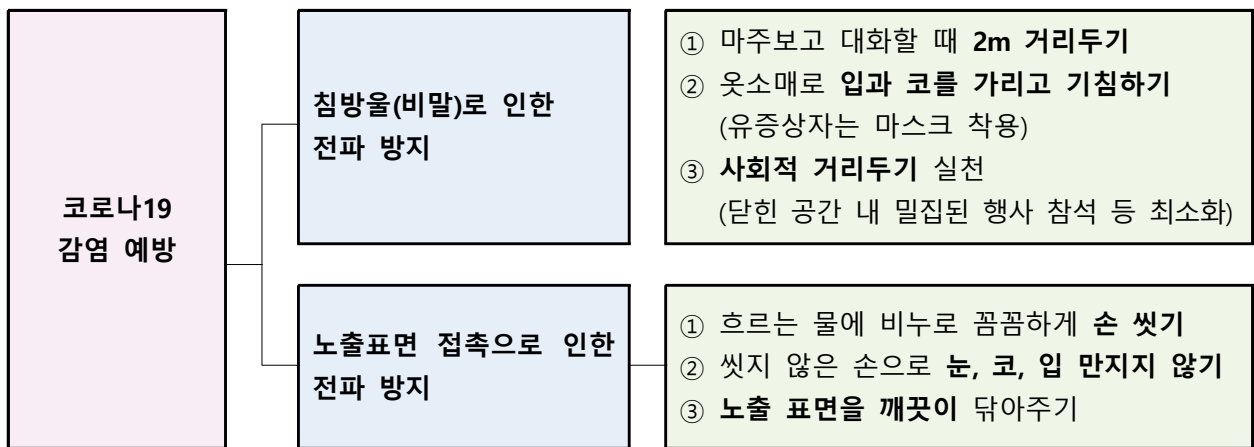 코로나19
감염 예방
침방울(비말)로 인한
전파 방지
① 마주보고 대화할 때 2m 거리두기
② 옷소매로 입과 코를 가리고 기침하기
(유증상자는 마스크 착용)
③ 사회적 거리두기 실천
(닫힌 공간 내 밀집된 행사 참석 등 최소화)
노출표면 접촉으로 인한
전파 방지
① 흐르는 물에 비누로 꼼꼼하게 손 씻기
② 씻지 않은 손으로 눈, 코, 입 만지지 않기
③ 노출 표면을 깨끗이 닦아주기